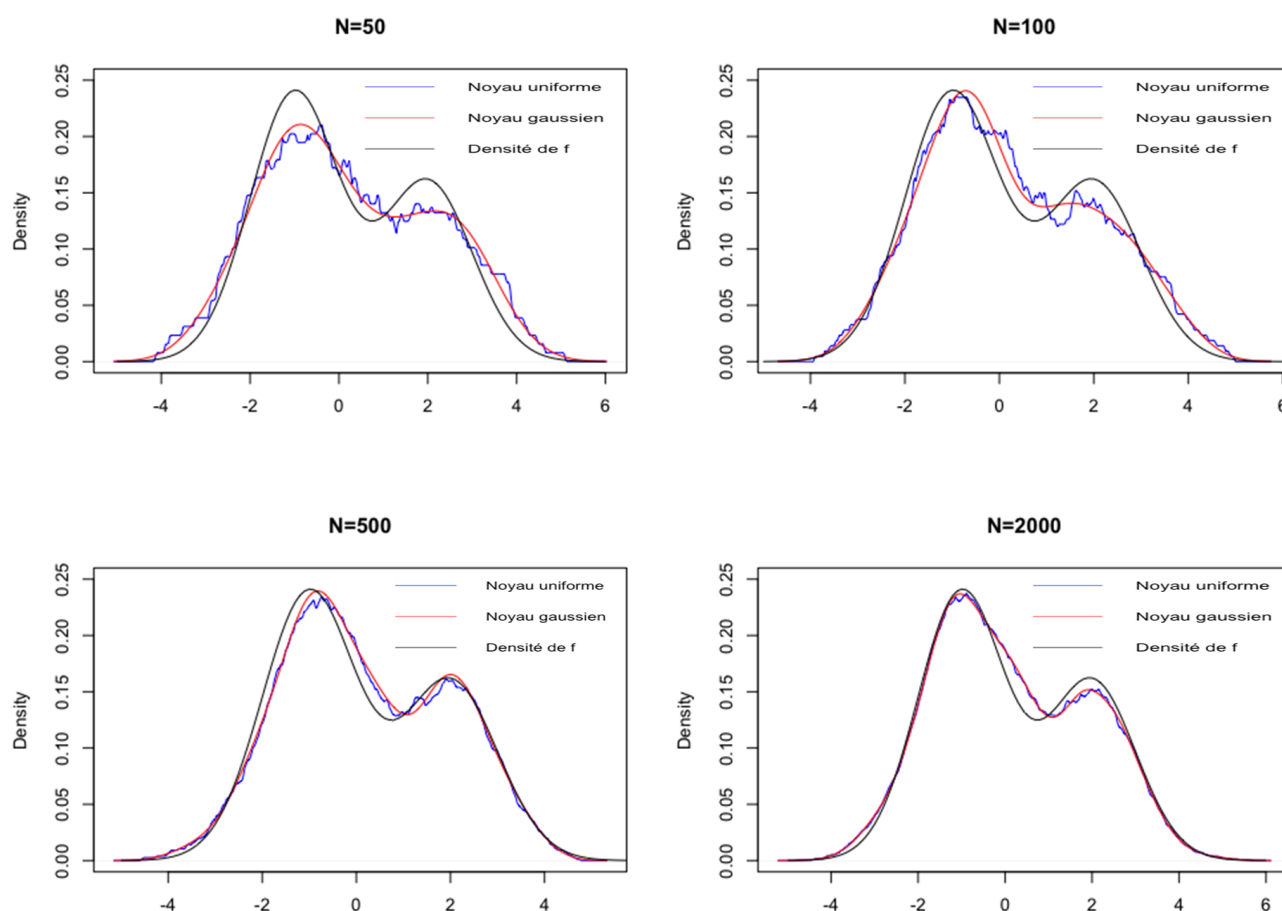 N=50
Density
0.00 0.05 0.10 0.15 0.20 0.25
Noyau uniforme
Noyau gaussien
Densité de f
-4 -2 0 2 4 6
N=100
Density
0.00 0.05 0.10 0.15 0.20 0.25
Noyau uniforme
Noyau gaussien
Densité de f
-4 -2 0 2 4 6
N=500
Density
0.00 0.05 0.10 0.15 0.20 0.25
Noyau uniforme
Noyau gaussien
Densité de f
-4 -2 0 2 4
N=2000
Density
0.00 0.05 0.10 0.15 0.20 0.25
Noyau uniforme
Noyau gaussien
Densité de f
-4 -2 0 2 4 6